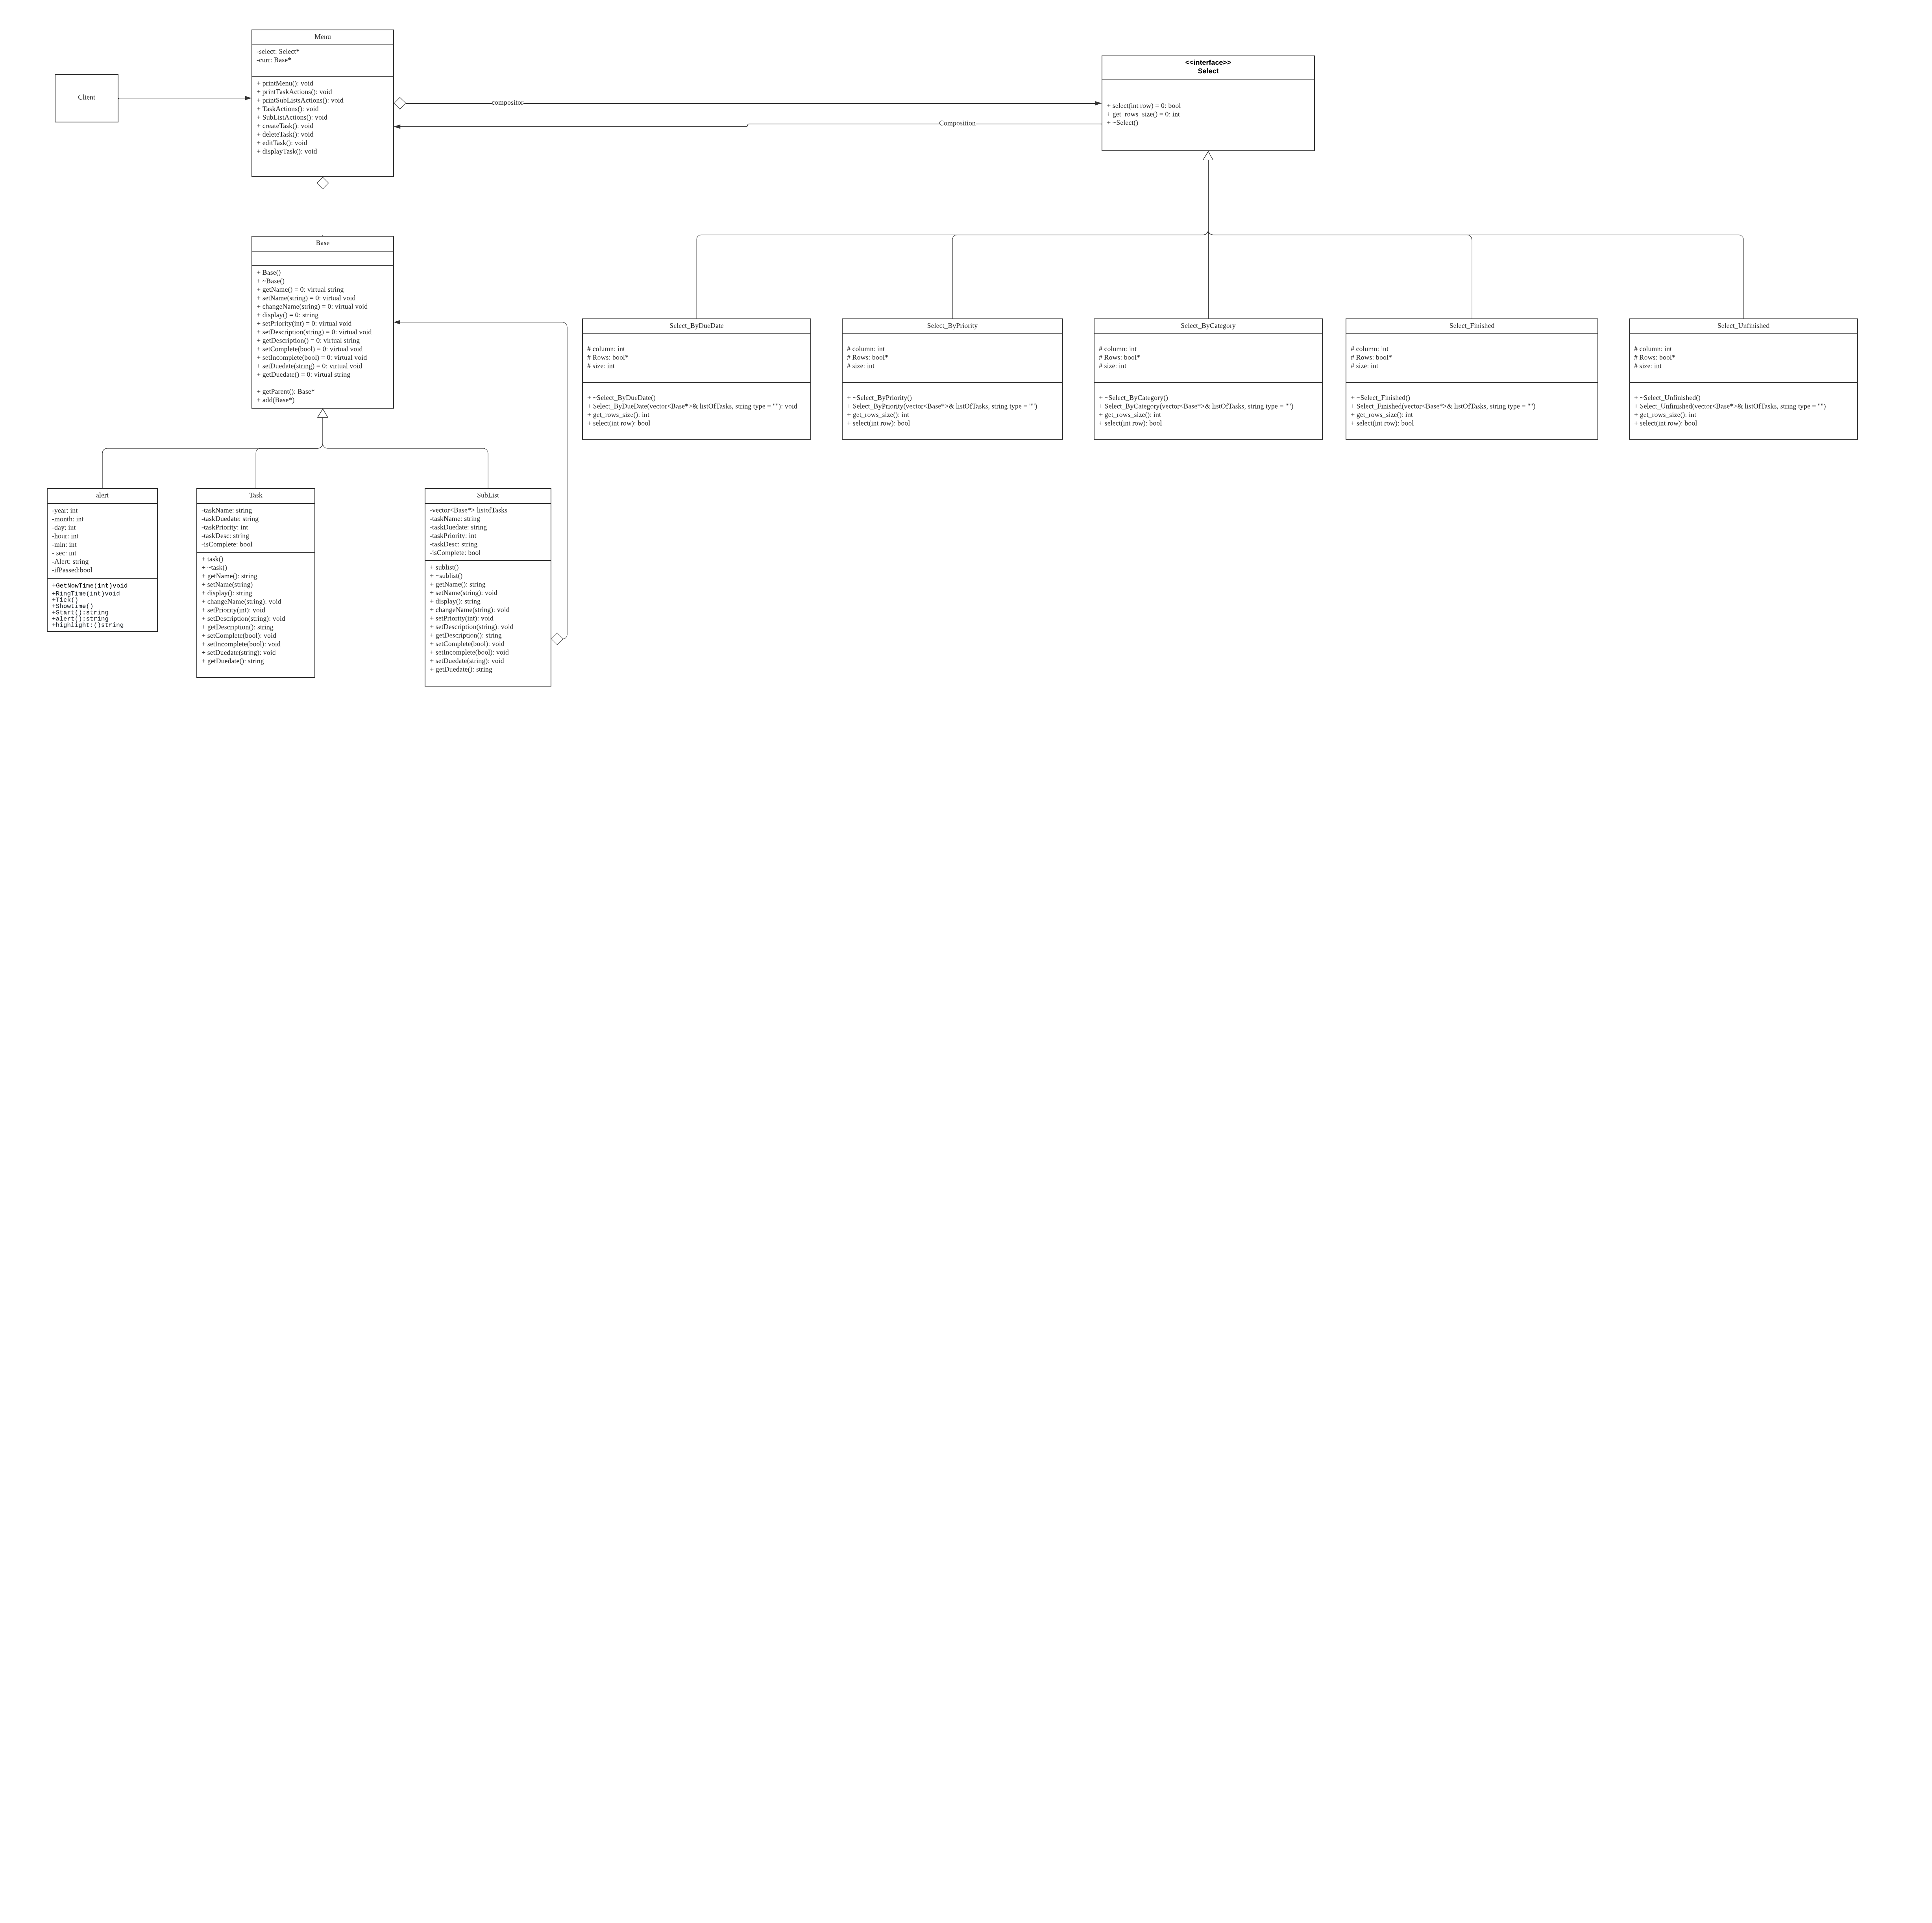 Menu
-select: Select*
-curr: Base*
+ printMenu(): void
+ printTaskActions(): void
+ printSubListsActions(): void
+ TaskActions(): void
+ SubListActions(): void
+ createTask(): void
+ deleteTask(): void
+ editTask(): void
+ displayTask(): void
Client
compositor
Composition
<<interface>>
Select
+ select(int row) = 0: bool
+ get_rows_size() = 0: int
+ ~Select()
Base
+ Base()
+ ~Base()
+ getName() = 0: virtual string
+ setName(string) = 0: virtual void
+ changeName(string) = 0: virtual void
+ display() = 0: string
+ setPriority(int) = 0: virtual void
+ setDescription(string) = 0: virtual void
+ getDescription() = 0: virtual string
+ setComplete(bool) = 0: virtual void
+ setIncomplete(bool) = 0: virtual void
+ setDuedate(string) = 0: virtual void
+ getDuedate() = 0: virtual string
+ getParent(): Base*
+ add(Base*)
Select_ByDueDate
# column: int
# Rows: bool*
# size: int
+ ~Select_ByDueDate()
+ Select_ByDueDate(vector<Base*>& listOfTasks, string type = ""): void
+ get_rows_size(): int
+ select(int row): bool
Select_ByPriority
# column: int
# Rows: bool*
# size: int
+ ~Select_ByPriority()
+ Select_ByPriority(vector<Base*>& listOfTasks, string type = "")
+ get_rows_size(): int
+ select(int row): bool
Select_ByCategory
# column: int
# Rows: bool*
# size: int
+ ~Select_ByCategory()
+ Select_ByCategory(vector<Base*>& listOfTasks, string type = "")
+ get_rows_size(): int
+ select(int row): bool
Select_Finished
# column: int
# Rows: bool*
# size: int
+ ~Select_Finished()
+ Select_Finished(vector<Base*>& listOfTasks, string type = "")
+ get_rows_size(): int
+ select(int row): bool
Select_Unfinished
# column: int
# Rows: bool*
# size: int
+ ~Select_Unfinished()
+ Select_Unfinished(vector<Base*>& listOfTasks, string type = "")
+ get_rows_size(): int
+ select(int row): bool
alert
-year: int
-month: int
-day: int
-hour: int
-min: int
- sec: int
-Alert: string
-ifPassed:bool
+GetNowTime(int)void
+RingTime(int)void
+Tick()
+Showtime()
+Start():string
+alert():string
+highlight:()string
Task
-taskName: string
-taskDuedate: string
-taskPriority: int
-taskDesc: string
-isComplete: bool
+ task()
+ ~task()
+ getName(): string
+ setName(string)
+ display(): string
+ changeName(string): void
+ setPriority(int): void
+ setDescription(string): void
+ getDescription(): string
+ setComplete(bool): void
+ setIncomplete(bool): void
+ setDuedate(string): void
+ getDuedate(): string
SubList
-vector<Base*> listofTasks
-taskName: string
-taskDuedate: string
-taskPriority: int
-taskDesc: string
-isComplete: bool
+ sublist()
+ ~sublist()
+ getName(): string
+ setName(string): void
+ display(): string
+ changeName(string): void
+ setPriority(int): void
+ setDescription(string): void
+ getDescription(): string
+ setComplete(bool): void
+ setIncomplete(bool): void
+ setDuedate(string): void
+ getDuedate(): string